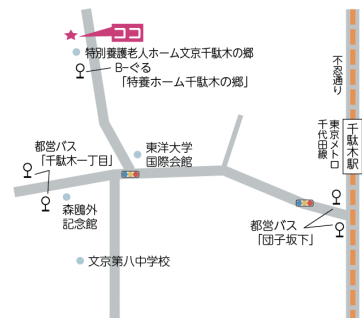 ココ
特別養護老人ホーム文京千駄木の郷
B-ぐる
「特養ホーム千駄木の郷」
不忍通り
千駄木駅
東京メトロ
千代田線
都営バス
「千駄木一丁目」
東洋大学
国際会館
森鴎外
記念館
都営バス
「団子坂下」
文京第八中学校